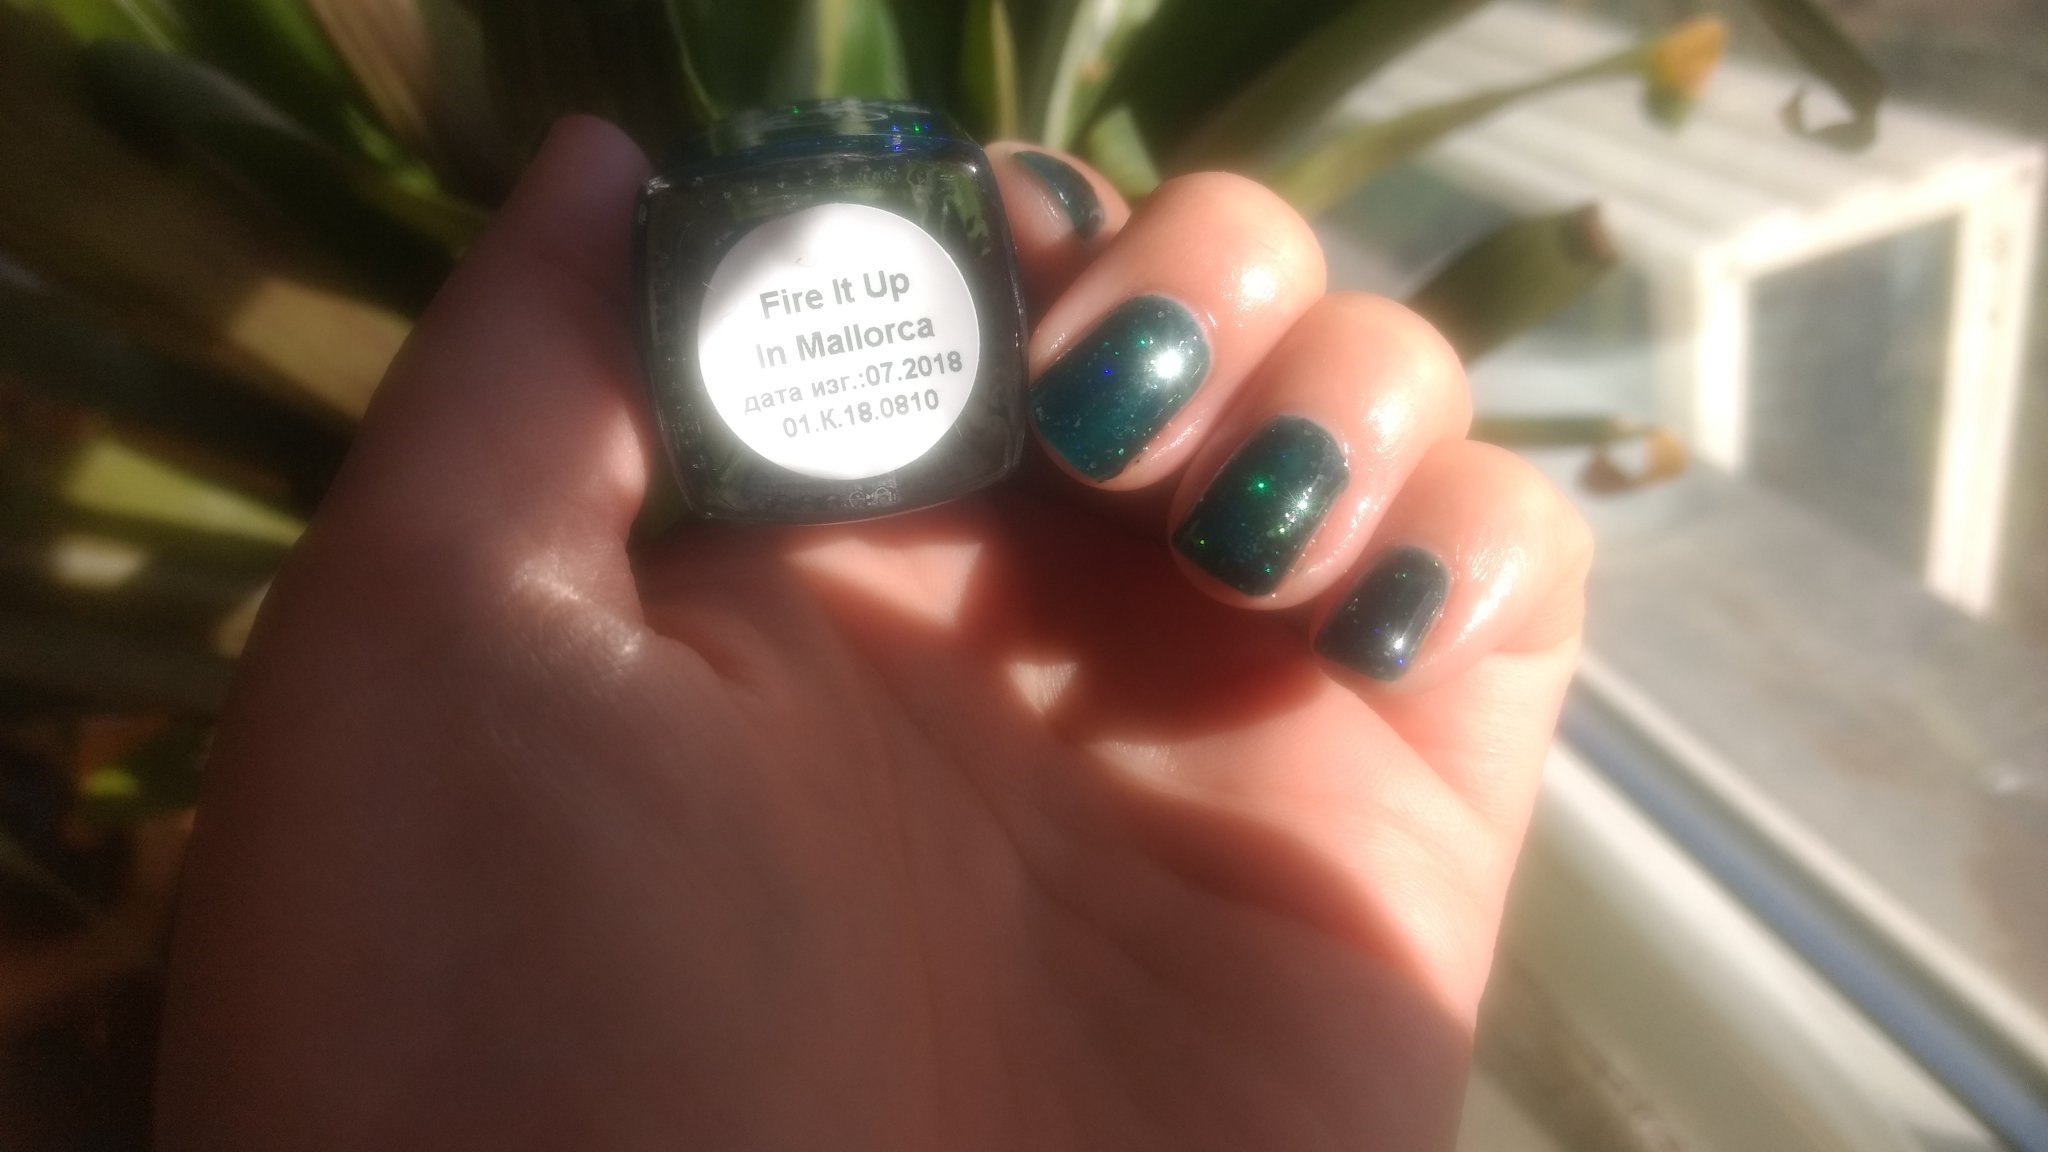 Fire It Up
In Mallorca
дата изг.:07.2018
01.К.18.0810